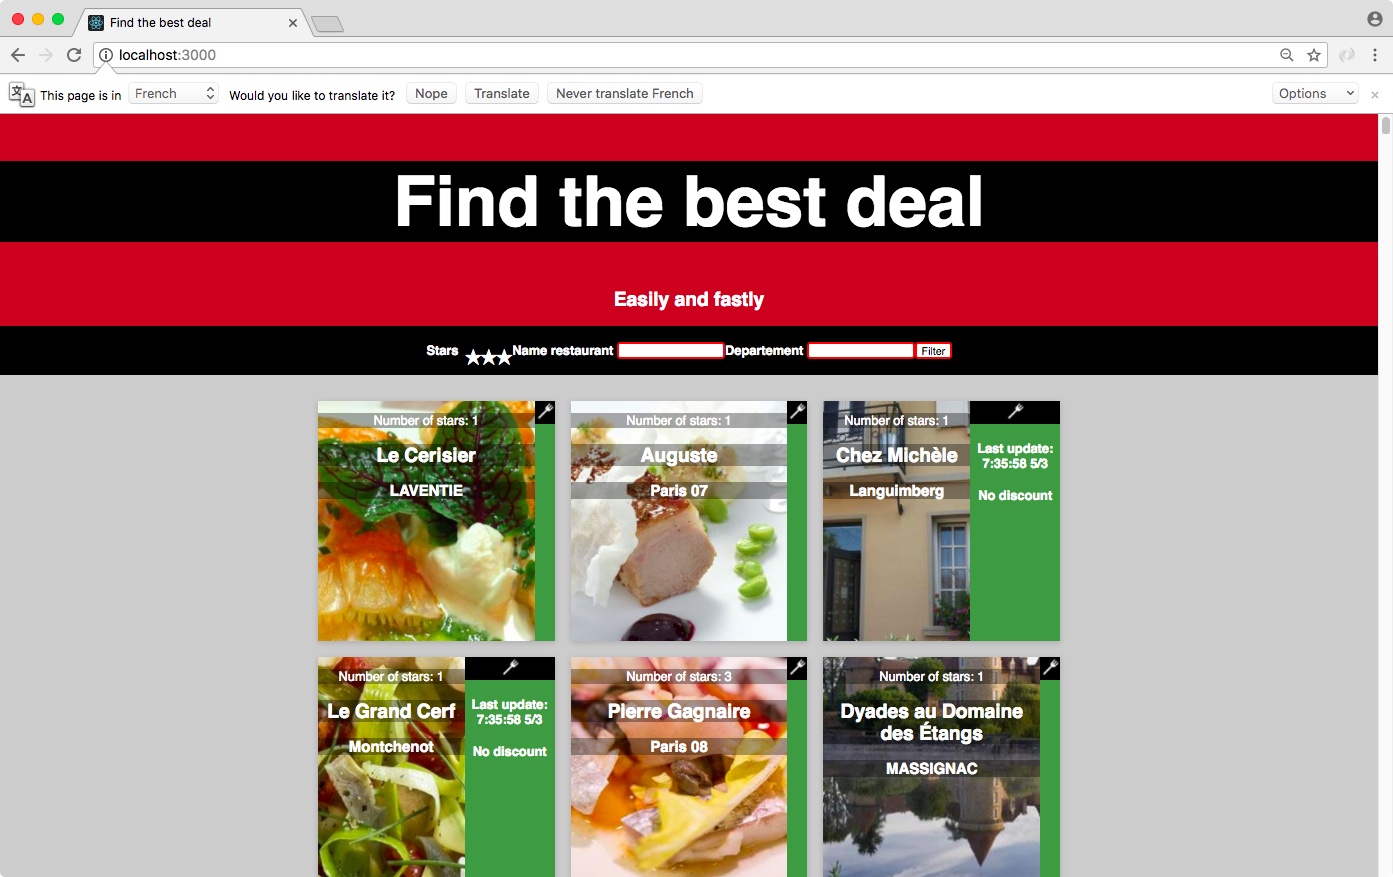 Find the best deal
localhost:3000
This page is in French Would you like to translate it? Nope Translate Never translate French Options
Find the best deal
Easily and fastly
Stars ★★★ Name restaurant Departement Filter
Number of stars: 1
Le Cerisier
LAVENTIE
Number of stars: 1
Auguste
Paris 07
Number of stars: 1
Chez Michèle
Languimberg
Last update:
7:35:58 5/3
No discount
Number of stars: 1
Le Grand Cerf
Montchenot
Last update:
7:35:58 5/3
No discount
Number of stars: 3
Pierre Gagnaire
Paris 08
Number of stars: 1
Dyades au Domaine
des Étangs
MASSIGNAC